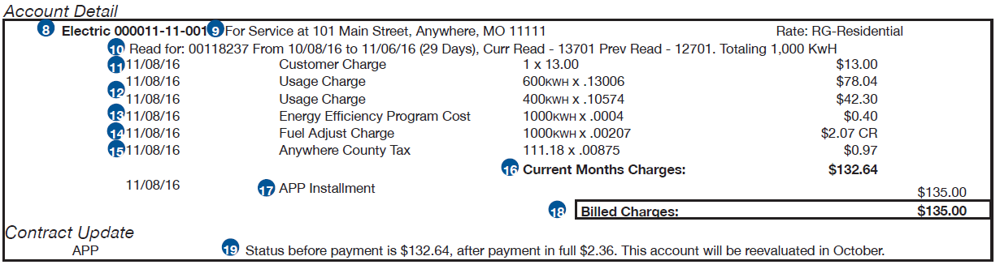 Account Detail
8 Electric 000011-11-001 9 For Service at 101 Main Street, Anywhere, MO 11111 Rate: RG-Residential
10 Read for: 00118237 From 10/08/16 to 11/06/16 (29 Days), Curr Read - 13701 Prev Read - 12701. Totaling 1,000 KwH
11 11/08/16 Customer Charge 1 x 13.00 $13.00
12 11/08/16 Usage Charge 600KWH x .13006 $78.04
11/08/16 Usage Charge 400KWH x .10574 $42.30
13 11/08/16 Energy Efficiency Program Cost 1000KWH x .0004 $0.40
14 11/08/16 Fuel Adjust Charge 1000KWH x .00207 $2.07 CR
15 11/08/16 Anywhere County Tax 111.18 x .00875 $0.97
16 Current Months Charges: $132.64
11/08/16 17 APP Installment $135.00
18 Billed Charges: $135.00
Contract Update
APP 19 Status before payment is $132.64, after payment in full $2.36. This account will be reevaluated in October.